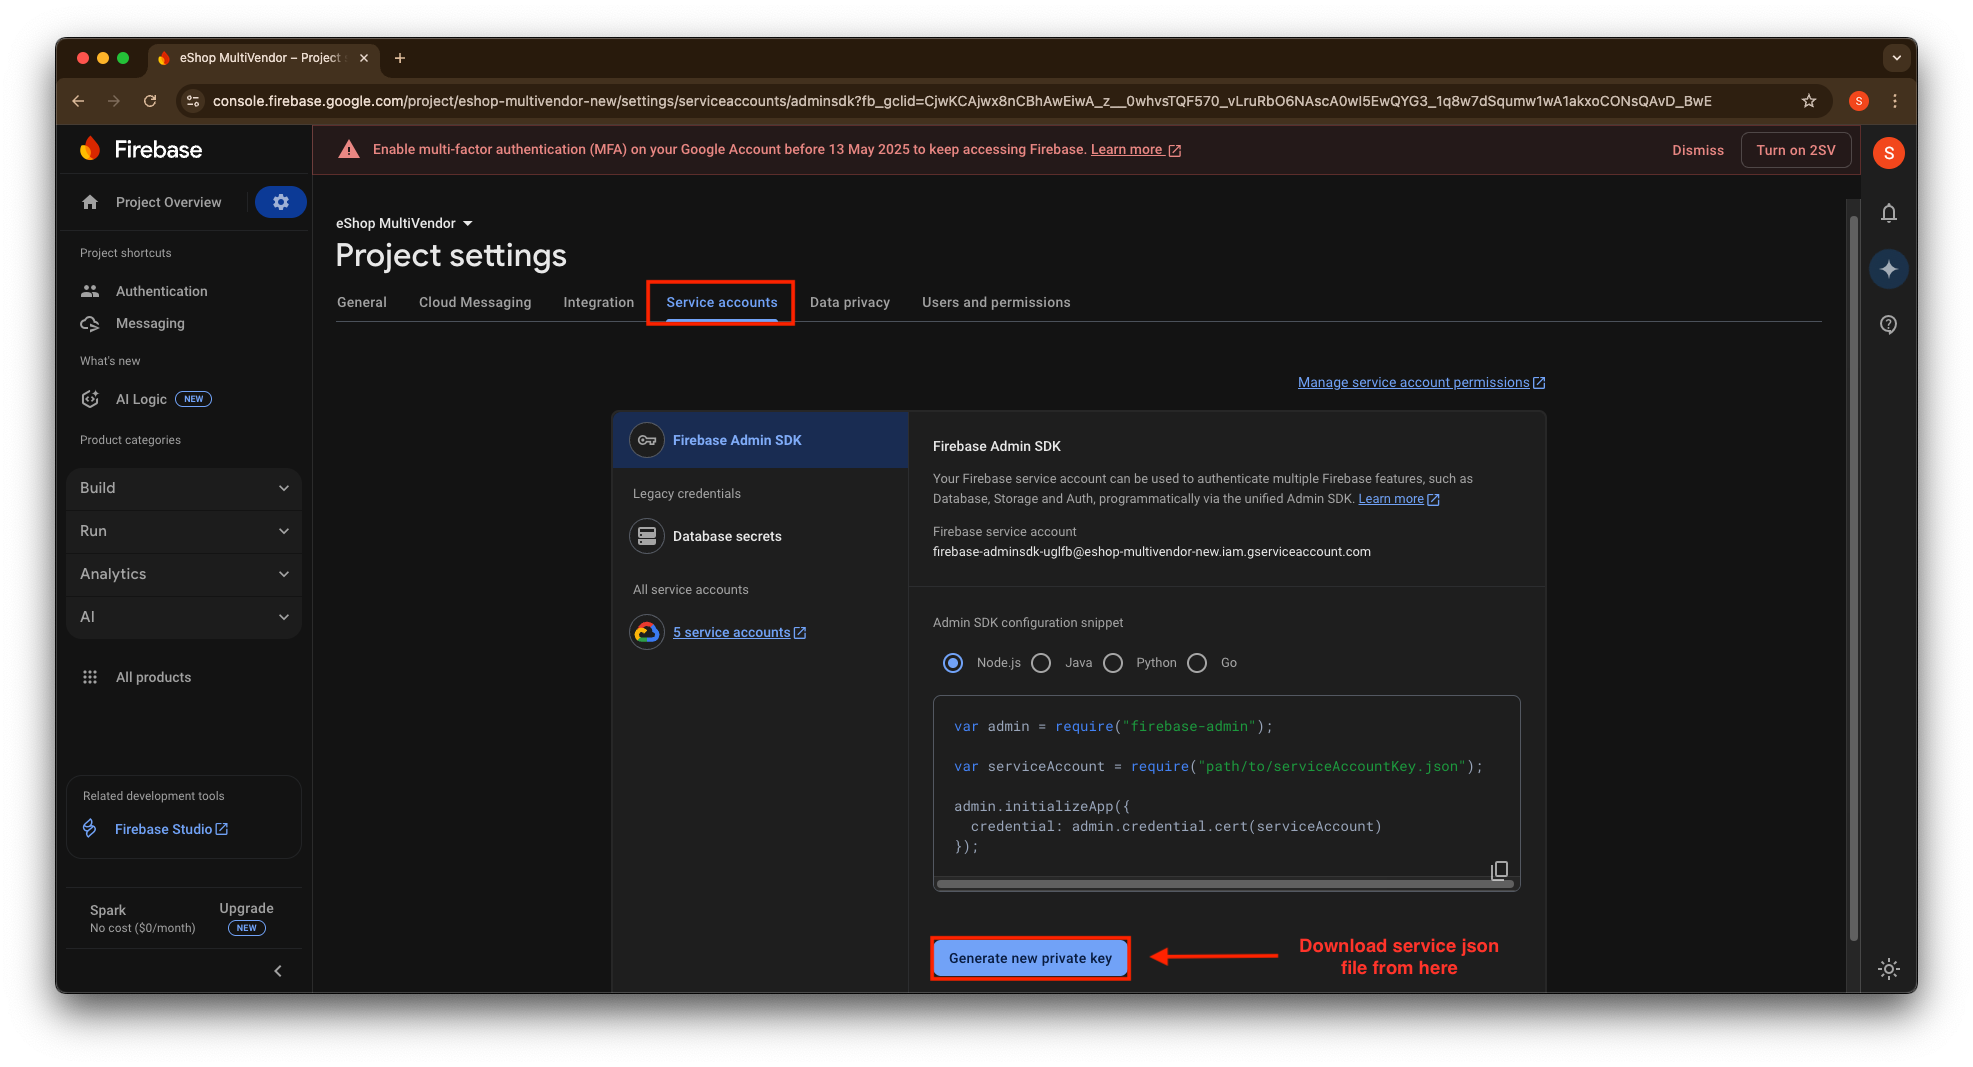 eShop MultiVendor – Project
console.firebase.google.com/project/eshop-multivendor-new/settings/serviceaccounts/adminsdk?fb_gclid=CjwKCAjwx8nCBhAwEiwA_z__0whvsTQF570_vLruRbO6NAscA0wI5EwQYG3_1q8w7dSqumw1wA1akxoCONsQAvD_BwE
S
Firebase
Enable multi-factor authentication (MFA) on your Google Account before 13 May 2025 to keep accessing Firebase. Learn more
Dismiss
Turn on 2SV
S
Project Overview
Project shortcuts
Authentication
Messaging
What's new
AI Logic NEW
Product categories
Build
Run
Analytics
AI
All products
Related development tools
Firebase Studio
Spark
No cost ($0/month)
Upgrade
NEW
eShop MultiVendor
Project settings
General
Cloud Messaging
Integration
Service accounts
Data privacy
Users and permissions
Manage service account permissions
Firebase Admin SDK
Legacy credentials
Database secrets
All service accounts
5 service accounts
Firebase Admin SDK
Your Firebase service account can be used to authenticate multiple Firebase features, such as
Database, Storage and Auth, programmatically via the unified Admin SDK. Learn more
Firebase service account
firebase-adminsdk-uglfb@eshop-multivendor-new.iam.gserviceaccount.com
Admin SDK configuration snippet
Node.js
Java
Python
Go
var admin = require("firebase-admin");
var serviceAccount = require("path/to/serviceAccountKey.json");
admin.initializeApp({
credential: admin.credential.cert(serviceAccount)
});
Generate new private key
Download service json
file from here